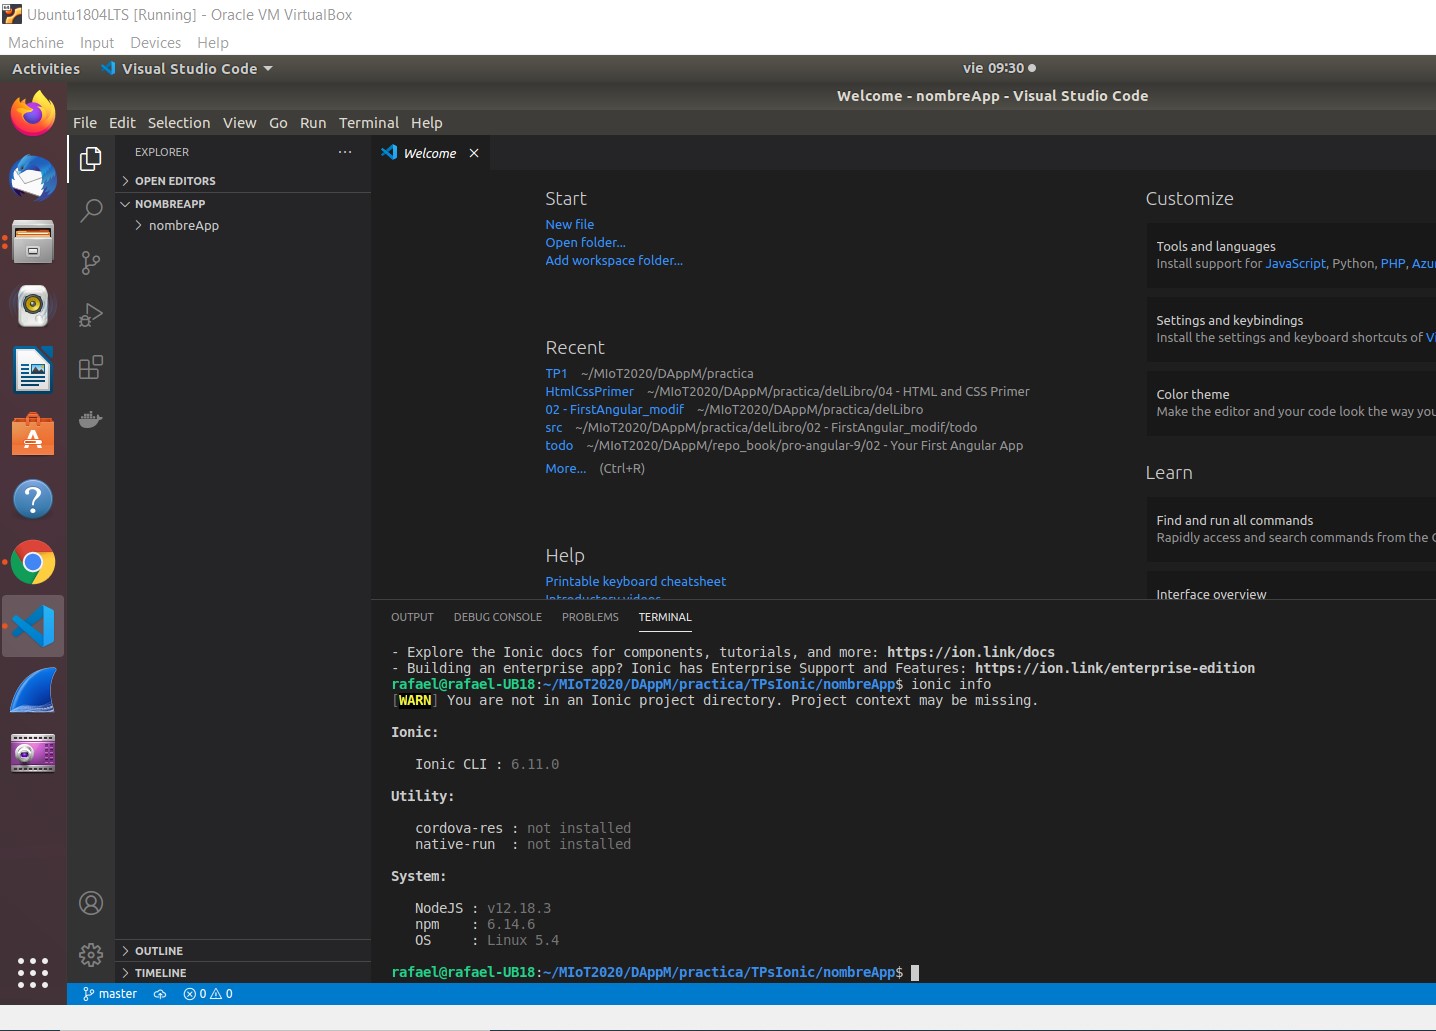 Ubuntu1804LTS [Running] - Oracle VM VirtualBox
Machine Input Devices Help
Activities Visual Studio Code vie 09:30
Welcome - nombreApp - Visual Studio Code
File Edit Selection View Go Run Terminal Help
EXPLORER ···
OPEN EDITORS
NOMBREAPP
nombreApp
OUTLINE
TIMELINE
Welcome
Start
New file
Open folder...
Add workspace folder...
Recent
TP1 ~/MIoT2020/DAppM/practica
HtmlCssPrimer ~/MIoT2020/DAppM/practica/delLibro/04 - HTML and CSS Primer
02 - FirstAngular_modif ~/MIoT2020/DAppM/practica/delLibro
src ~/MIoT2020/DAppM/practica/delLibro/02 - FirstAngular_modif/todo
todo ~/MIoT2020/DAppM/repo_book/pro-angular-9/02 - Your First Angular App
More... (Ctrl+R)
Help
Printable keyboard cheatsheet
Introductory videos
Customize
Tools and languages
Install support for JavaScript, Python, PHP, Azu
Settings and keybindings
Install the settings and keyboard shortcuts of Vi
Color theme
Make the editor and your code look the way you
Learn
Find and run all commands
Rapidly access and search commands from the C
Interface overview
OUTPUT DEBUG CONSOLE PROBLEMS TERMINAL
- Explore the Ionic docs for components, tutorials, and more: https://ion.link/docs
- Building an enterprise app? Ionic has Enterprise Support and Features: https://ion.link/enterprise-edition
rafael@rafael-UB18:~/MIoT2020/DAppM/practica/TPsIonic/nombreApp$ ionic info
[WARN] You are not in an Ionic project directory. Project context may be missing.
Ionic:
Ionic CLI : 6.11.0
Utility:
cordova-res : not installed
native-run : not installed
System:
NodeJS : v12.18.3
npm : 6.14.6
OS : Linux 5.4
rafael@rafael-UB18:~/MIoT2020/DAppM/practica/TPsIonic/nombreApp$
master 0 0